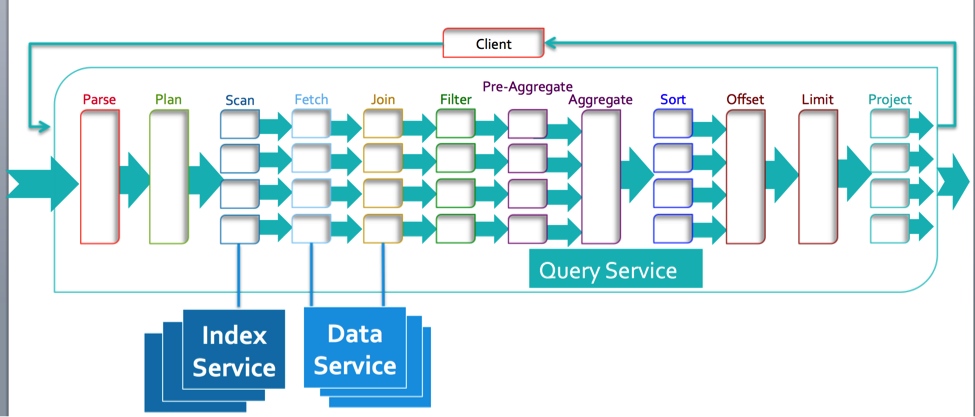 Client
Parse
Plan
Scan
Fetch
Join
Filter
Pre-Aggregate
Aggregate
Sort
Offset
Limit
Project
Query Service
Index
Service
Data
Service